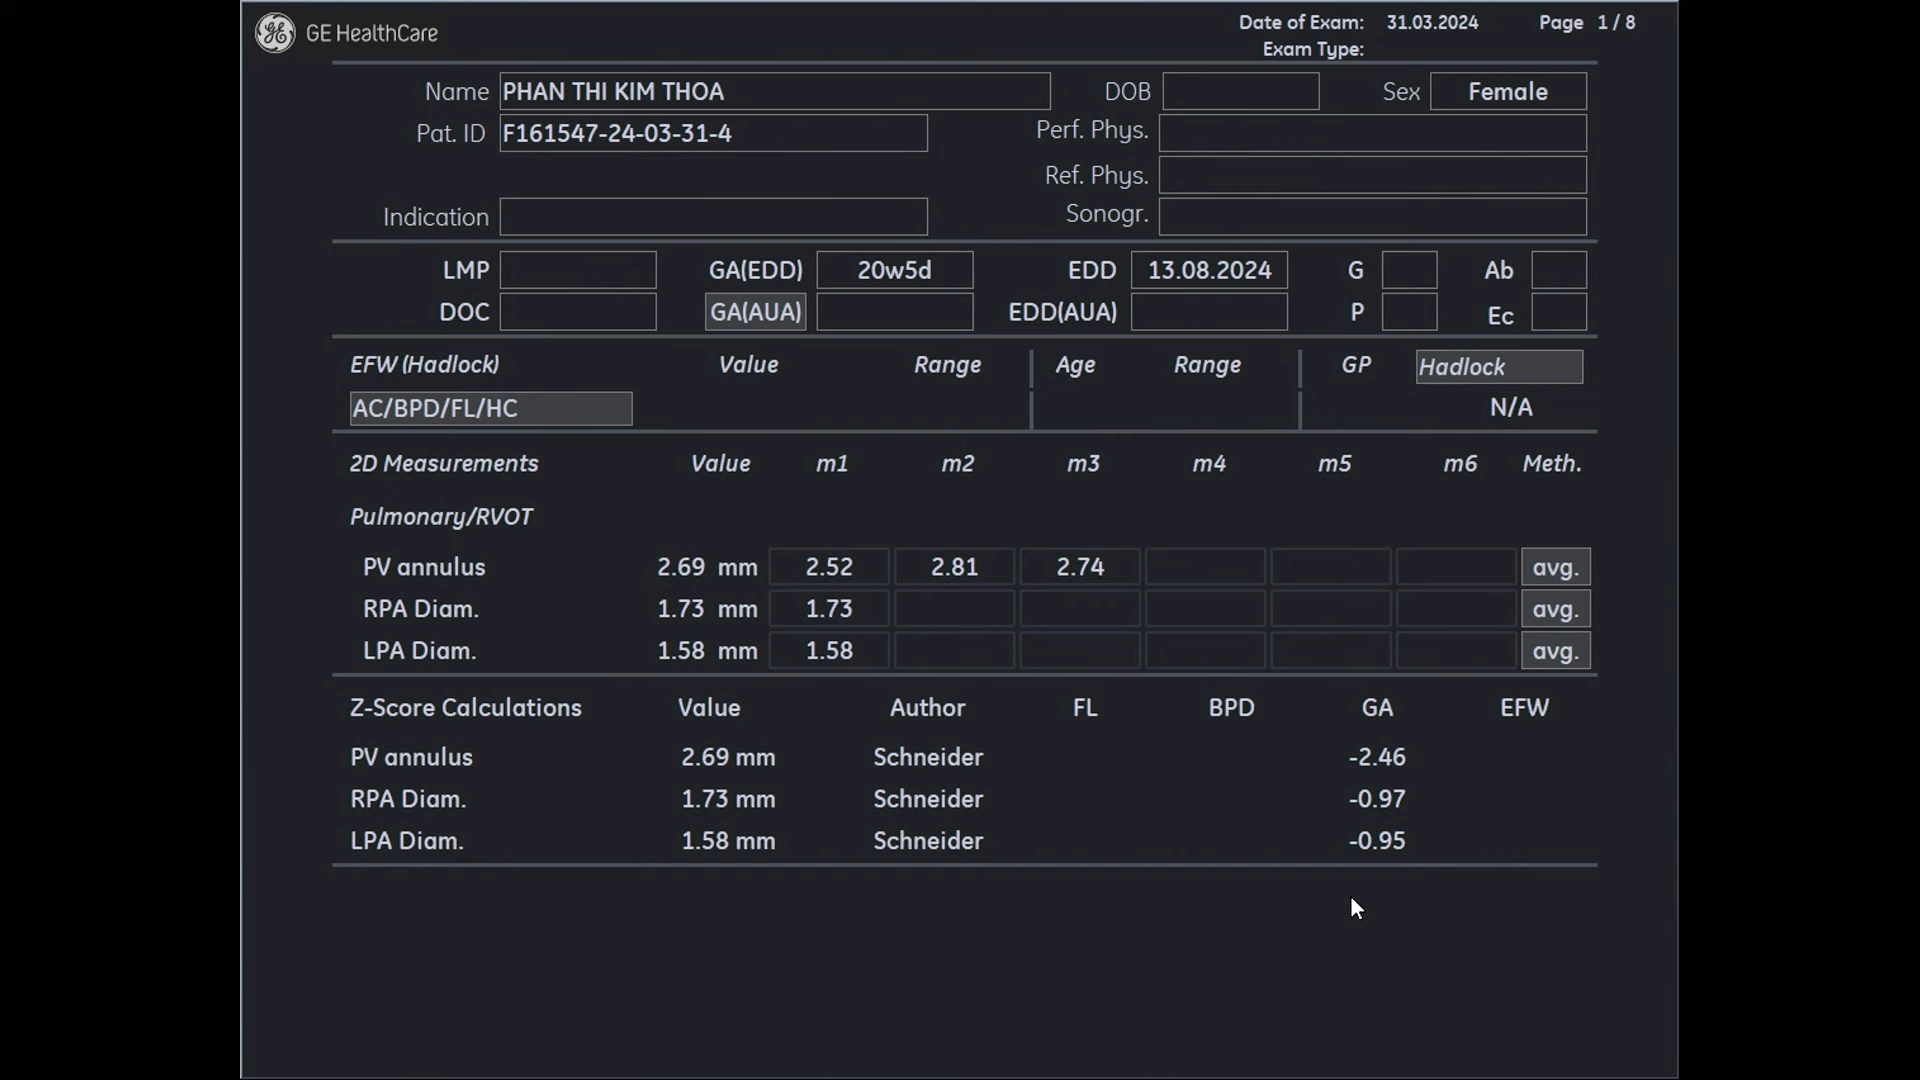 GE HealthCare
Date of Exam: 31.03.2024 Page 1 / 8
Exam Type:
Name PHAN THI KIM THOA DOB Sex Female
Pat. ID F161547-24-03-31-4 Perf. Phys.
Ref. Phys.
Indication Sonogr.
LMP GA(EDD) 20w5d EDD 13.08.2024 G Ab
DOC GA(AUA) EDD(AUA) P Ec
EFW (Hadlock) Value Range Age Range GP Hadlock
AC/BPD/FL/HC N/A
2D Measurements Value m1 m2 m3 m4 m5 m6 Meth.
Pulmonary/RVOT
PV annulus 2.69 mm 2.52 2.81 2.74 avg.
RPA Diam. 1.73 mm 1.73 avg.
LPA Diam. 1.58 mm 1.58 avg.
Z-Score Calculations Value Author FL BPD GA EFW
PV annulus 2.69 mm Schneider -2.46
RPA Diam. 1.73 mm Schneider -0.97
LPA Diam. 1.58 mm Schneider -0.95